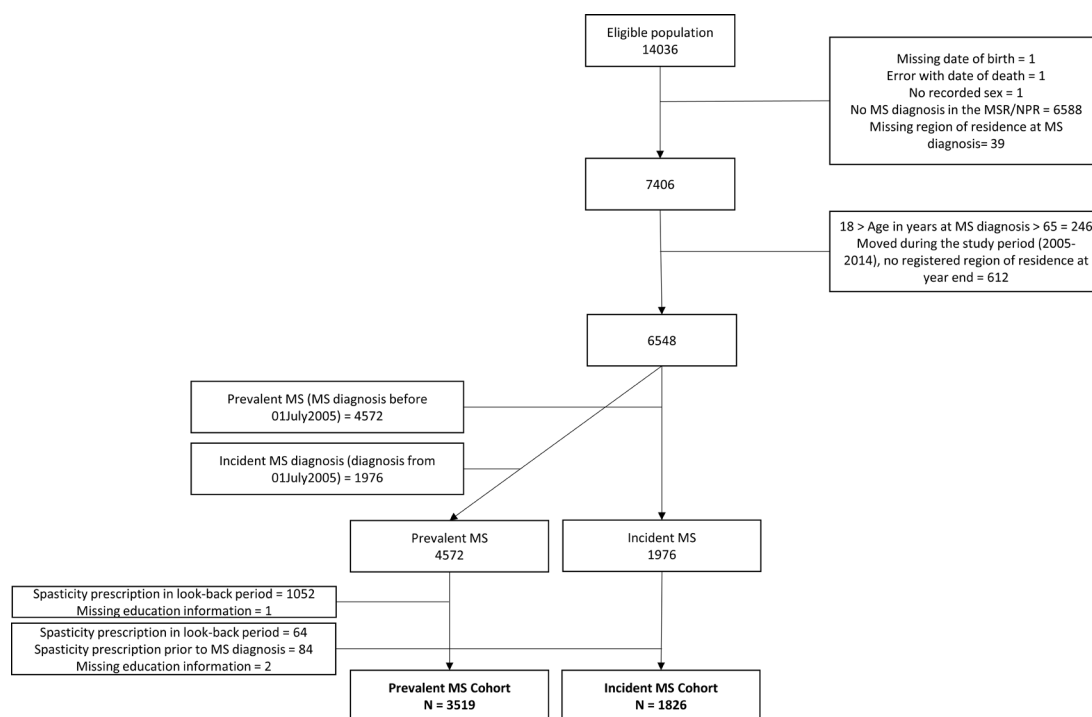 Eligible population
14036
Missing date of birth = 1
Error with date of death = 1
No recorded sex = 1
No MS diagnosis in the MSR/NPR = 6588
Missing region of residence at MS
diagnosis= 39
7406
18 > Age in years at MS diagnosis > 65 = 246
Moved during the study period (2005-
2014), no registered region of residence at
year end = 612
6548
Prevalent MS (MS diagnosis before
01July2005) = 4572
Incident MS diagnosis (diagnosis from
01July2005) = 1976
Prevalent MS
4572
Incident MS
1976
Spasticity prescription in look-back period = 1052
Missing education information = 1
Spasticity prescription in look-back period = 64
Spasticity prescription prior to MS diagnosis = 84
Missing education information = 2
Prevalent MS Cohort
N = 3519
Incident MS Cohort
N = 1826